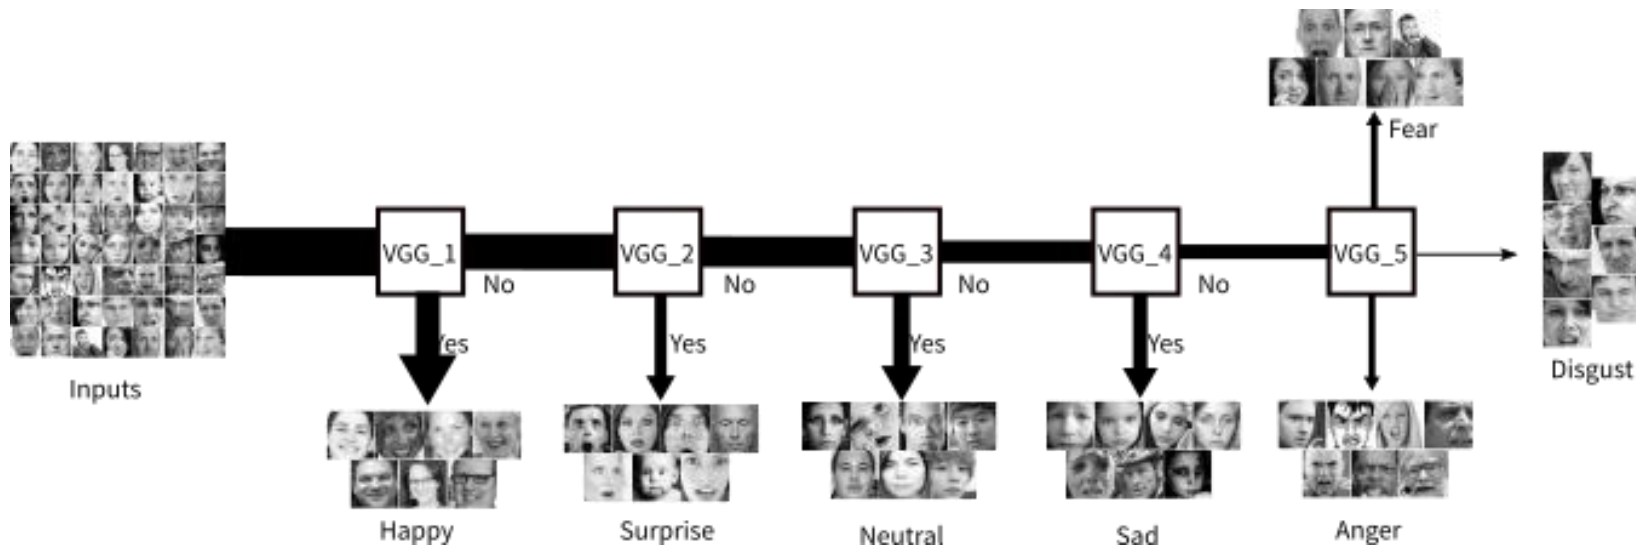 Fear
VGG_1
VGG_2
VGG_3
VGG_4
VGG_5
No
No
No
No
Yes
Yes
Yes
Yes
Inputs
Disgust
Happy
Surprise
Neutral
Sad
Anger